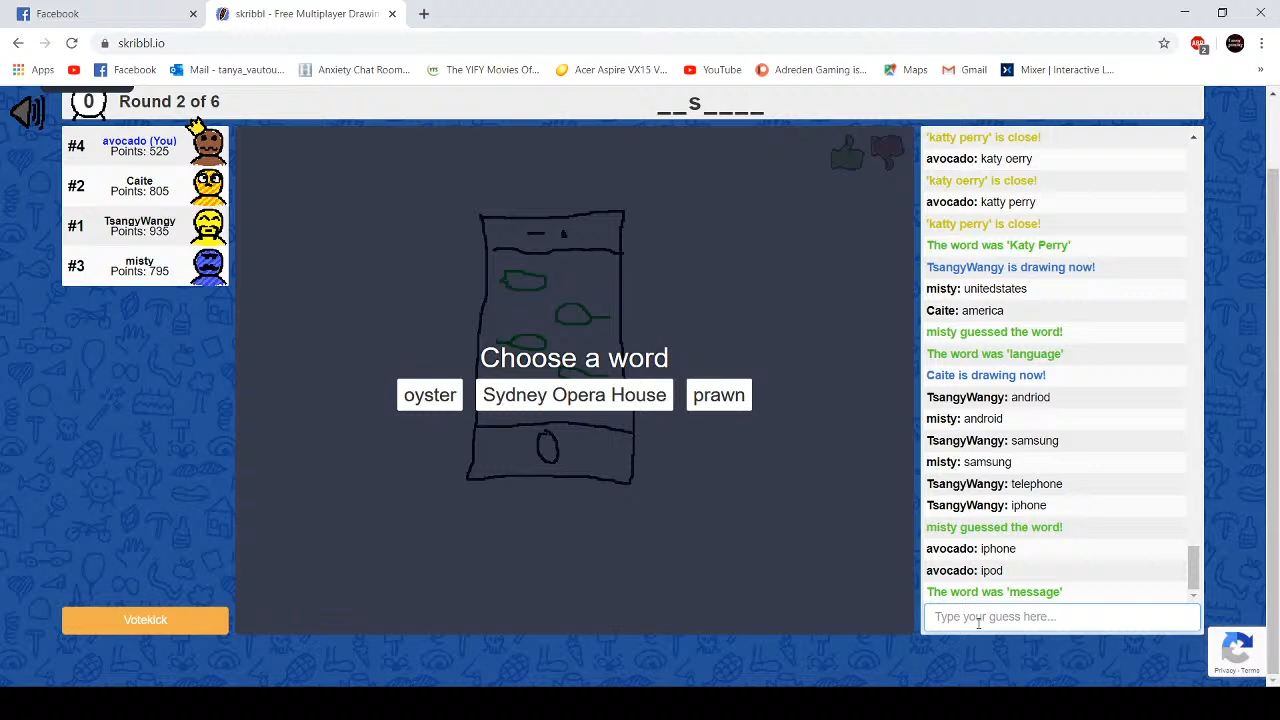 Facebook
skribbl - Free Multiplayer Drawin
skribbl.io
Apps
Facebook
Mail - tanya_vautou...
Anxiety Chat Room...
The YIFY Movies Of...
Acer Aspire VX15 V...
YouTube
Adreden Gaming is...
Maps
Gmail
Mixer | Interactive L...
»
0
Round 2 of 6
__s____
#4
avocado (You)
Points: 525
#2
Caite
Points: 805
#1
TsangyWangy
Points: 935
#3
misty
Points: 795
Votekick
Choose a word
oyster
Sydney Opera House
prawn
'katty perry' is close!
avocado: katy oerry
'katy oerry' is close!
avocado: katty perry
'katty perry' is close!
The word was 'Katy Perry'
TsangyWangy is drawing now!
misty: unitedstates
Caite: america
misty guessed the word!
The word was 'language'
Caite is drawing now!
TsangyWangy: andriod
misty: android
TsangyWangy: samsung
misty: samsung
TsangyWangy: telephone
TsangyWangy: iphone
misty guessed the word!
avocado: iphone
avocado: ipod
The word was 'message'
Type your guess here...
Privacy - Terms